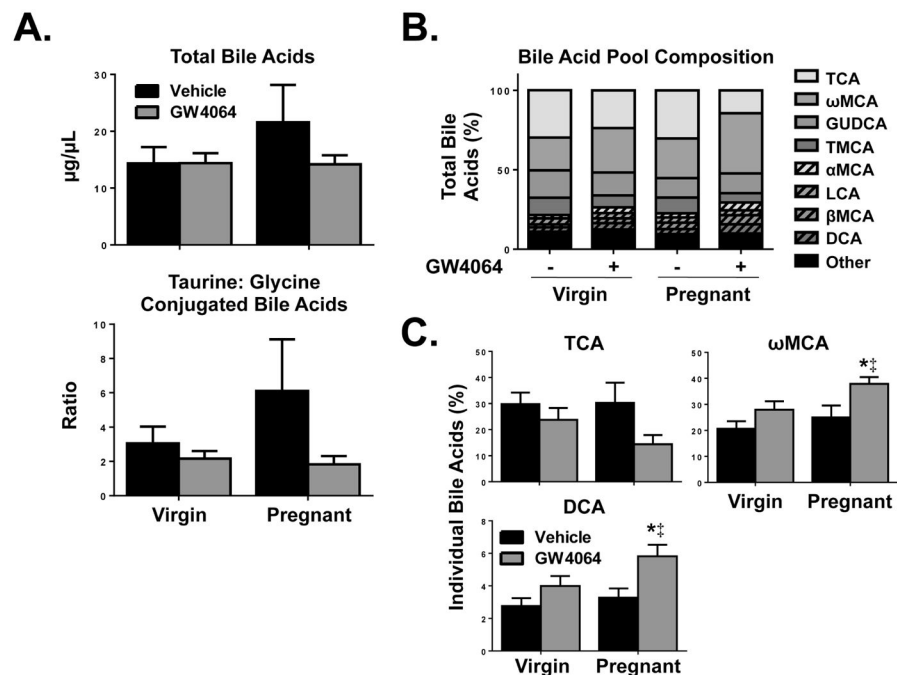 A.
Total Bile Acids
30
20
10
0
µg/µL
Vehicle
GW4064
Taurine: Glycine
Conjugated Bile Acids
10
8
6
4
2
0
Ratio
Virgin Pregnant
B.
Bile Acid Pool Composition
100
50
0
Total Bile
Acids (%)
GW4064 - + - +
Virgin Pregnant
TCA
ωMCA
GUDCA
TMCA
αMCA
LCA
βMCA
DCA
Other
C.
Individual Bile Acids (%)
TCA
50
40
30
20
10
0
ωMCA
50
40
30
20
10
0
*‡
Virgin Pregnant
DCA
8
6
4
2
0
Vehicle
GW4064
*‡
Virgin Pregnant